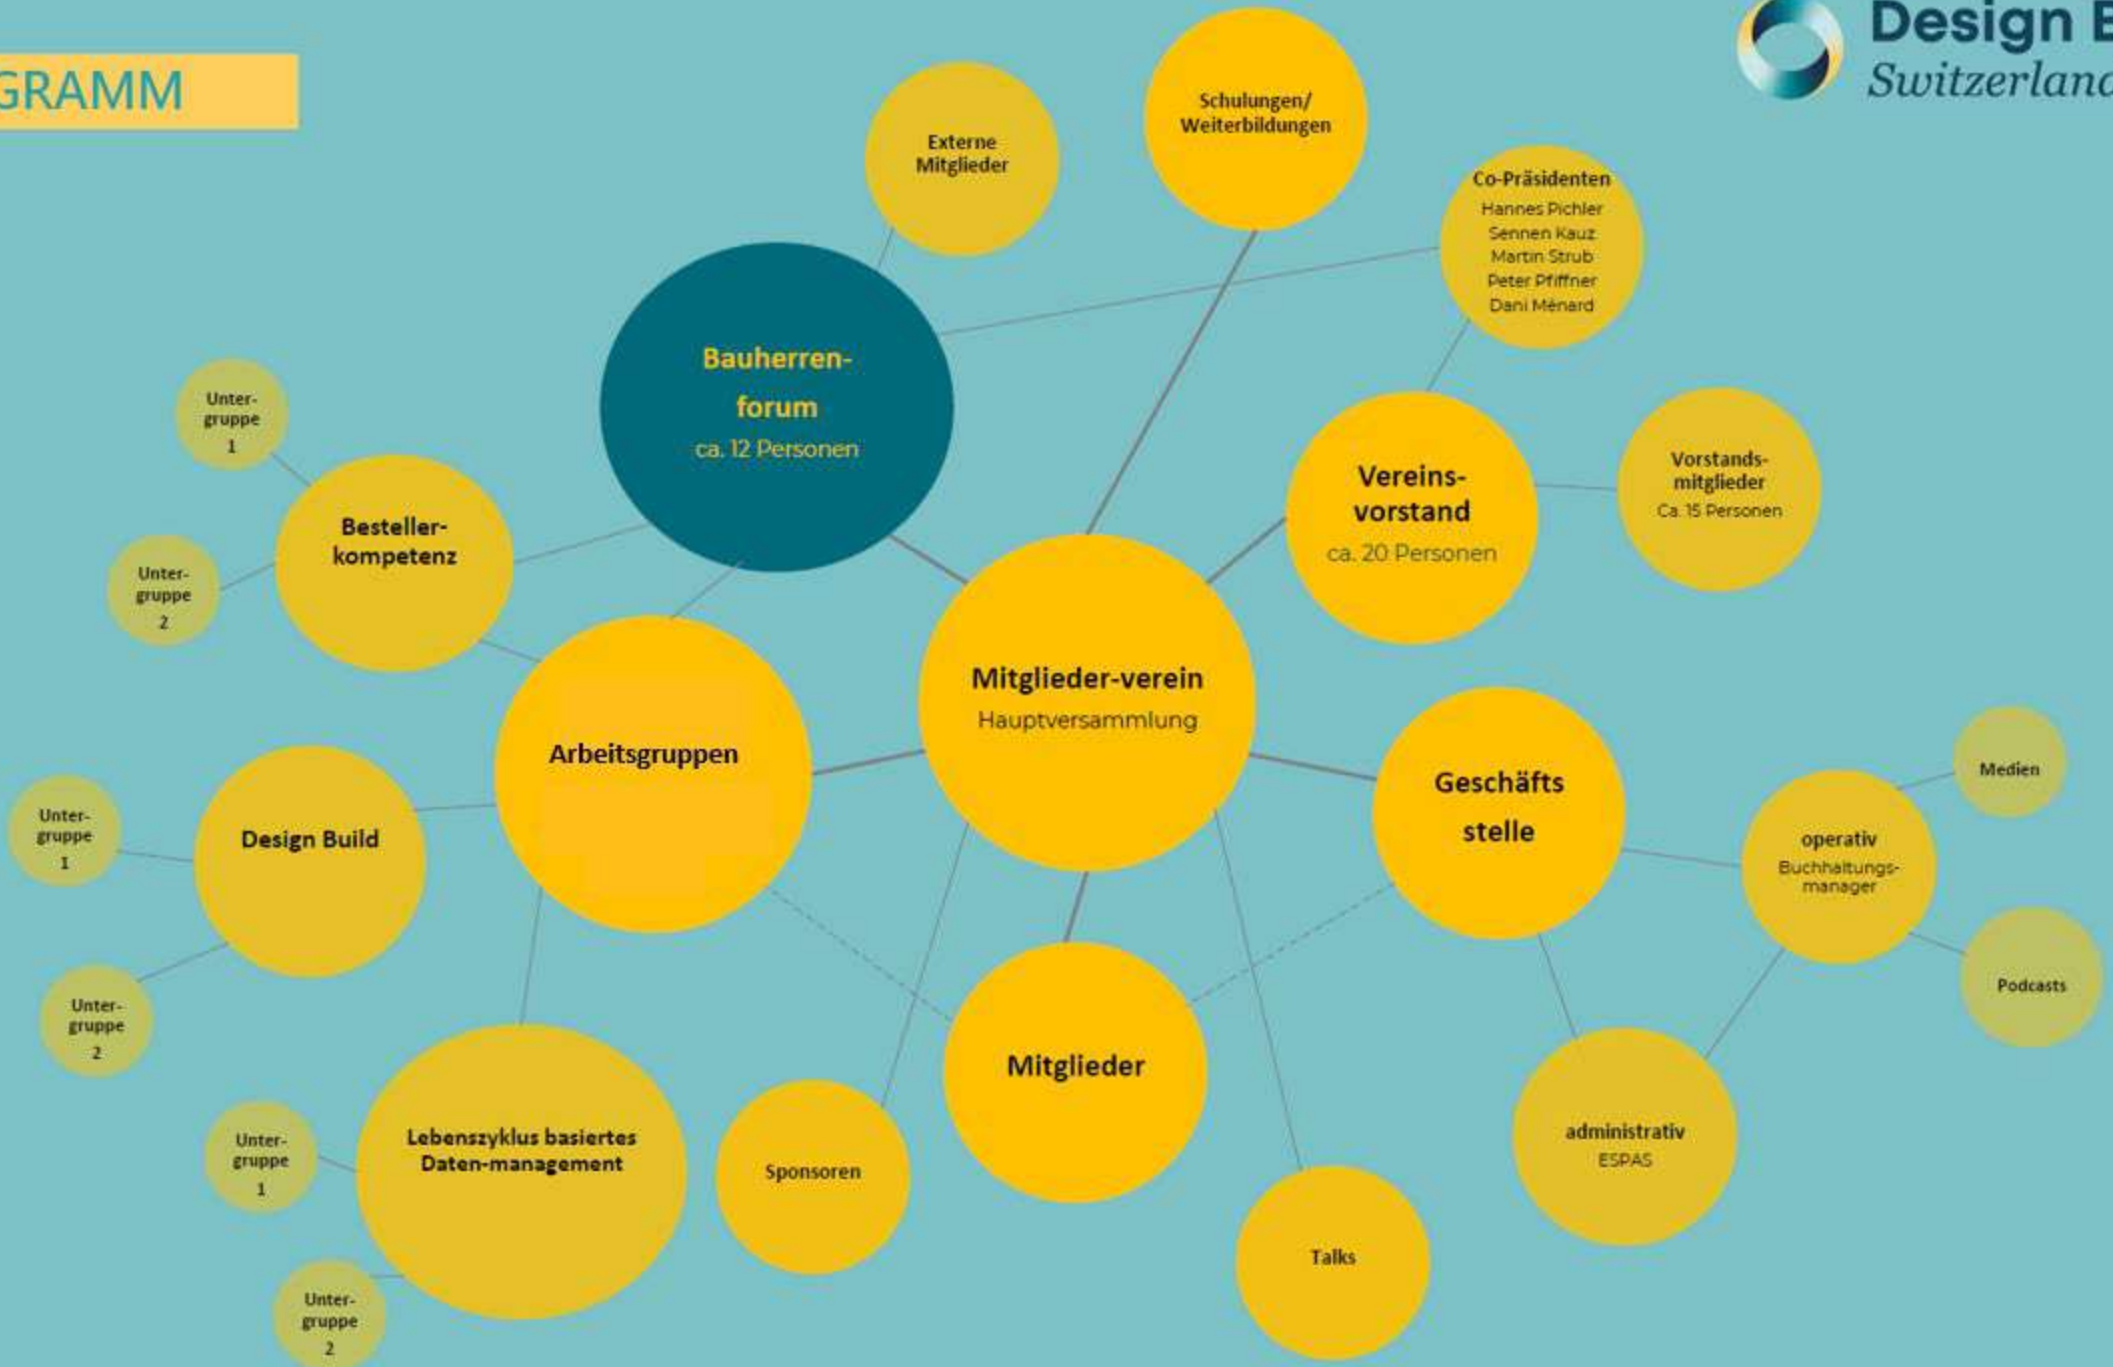 GRAMM
Design B
Switzerland
Schulungen/
Weiterbildungen
Externe
Mitglieder
Co-Präsidenten
Hannes Pichler
Sennen Kauz
Martin Strub
Peter Pfiffner
Dani Ménard
Bauherren-
forum
ca. 12 Personen
Unter-
gruppe
1
Besteller-
kompetenz
Unter-
gruppe
2
Vereins-
vorstand
ca. 20 Personen
Vorstands-
mitglieder
Ca. 15 Personen
Mitglieder-verein
Hauptversammlung
Arbeitsgruppen
Geschäfts
stelle
Medien
operativ
Buchhaltungs-
manager
Podcasts
Unter-
gruppe
1
Design Build
Unter-
gruppe
2
Mitglieder
Lebenszyklus basiertes
Daten-management
Unter-
gruppe
1
Unter-
gruppe
2
Sponsoren
administrativ
ESPAS
Talks